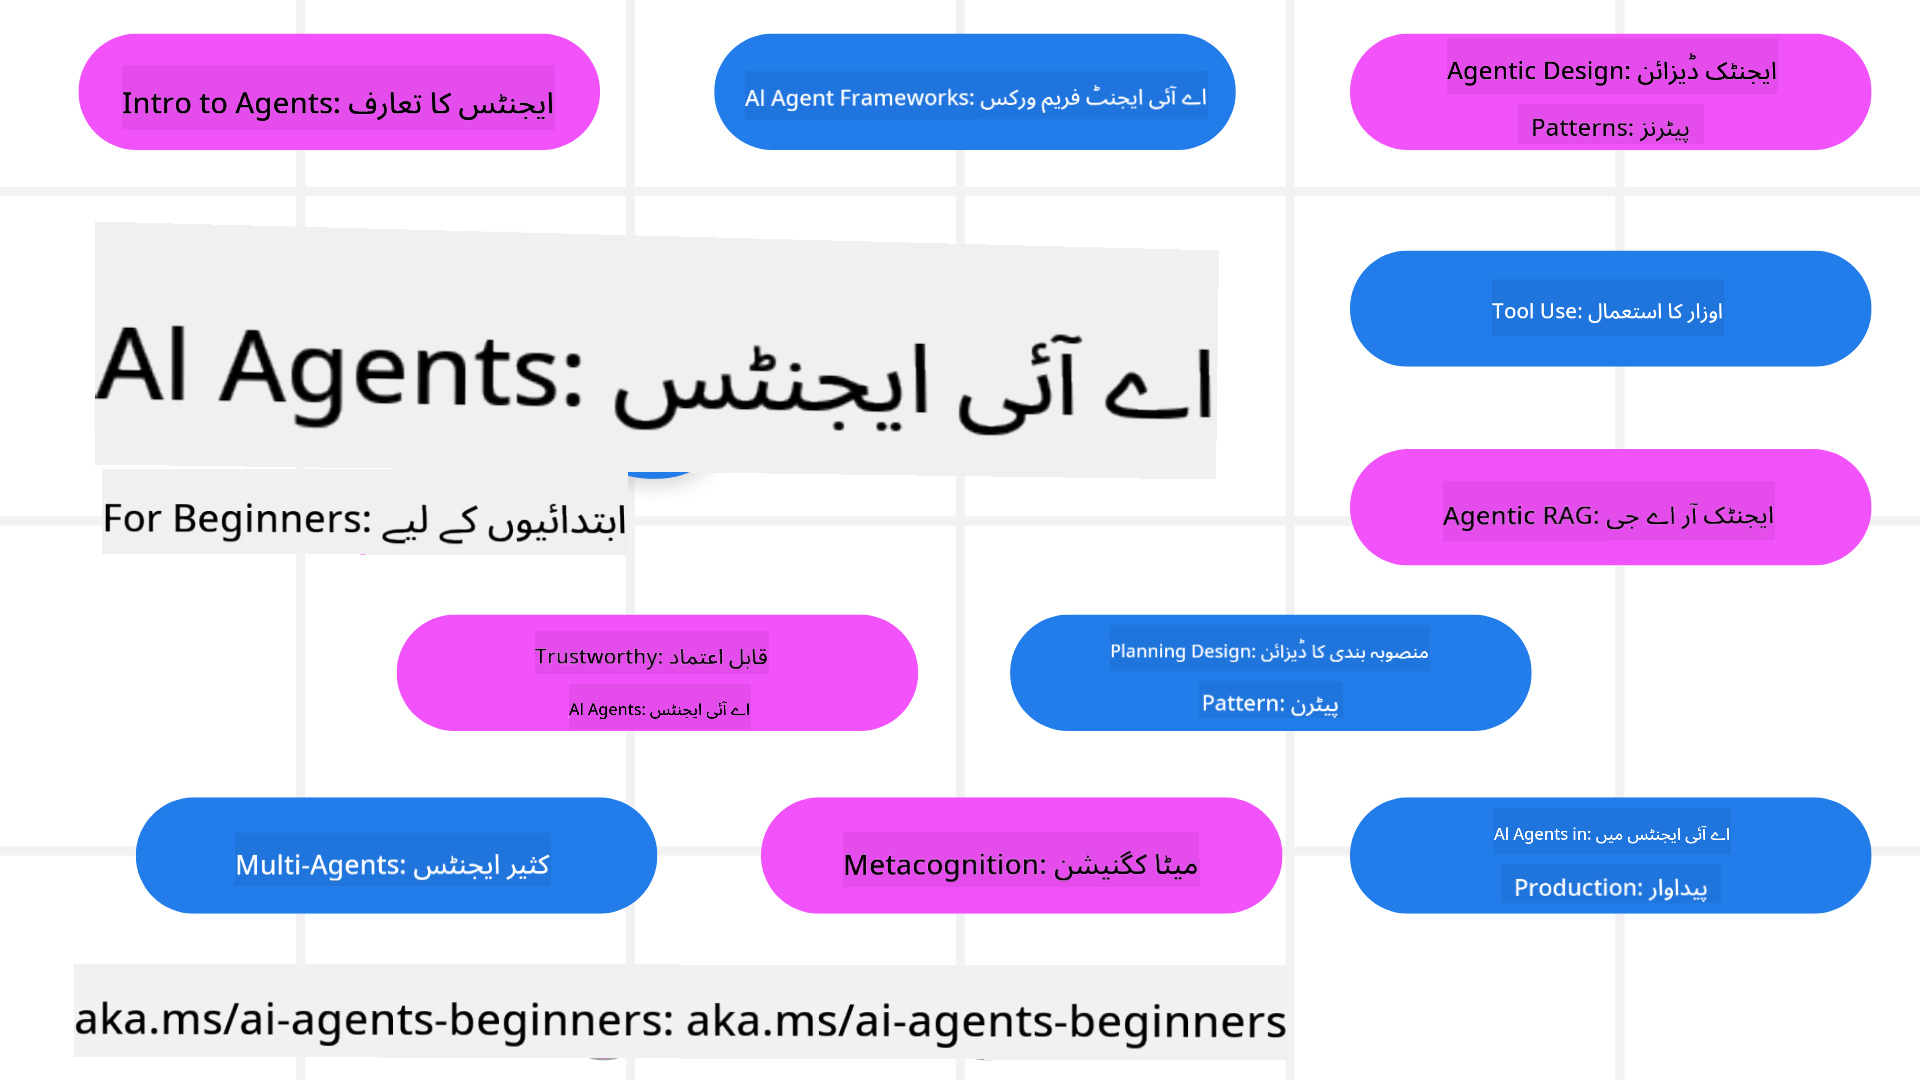 Intro to Agents: ایجنٹس کا تعارف
AI Agent Frameworks: اے آئی ایجنٹ فریم ورکس
Agentic Design: ایجنٹک ڈیزائن
Patterns: پیٹرنز
AI Agents: اے آئی ایجنٹس
For Beginners: ابتدائیوں کے لیے
Tool Use: اوزار کا استعمال
Agentic RAG: ایجنٹک آر اے جی
Trustworthy: قابل اعتماد
AI Agents: اے آئی ایجنٹس
Planning Design: منصوبہ بندی کا ڈیزائن
Pattern: پیٹرن
Multi-Agents: کثیر ایجنٹس
Metacognition: میٹا کگنیشن
AI Agents in: اے آئی ایجنٹس میں
Production: پیداوار
aka.ms/ai-agents-beginners: aka.ms/ai-agents-beginners